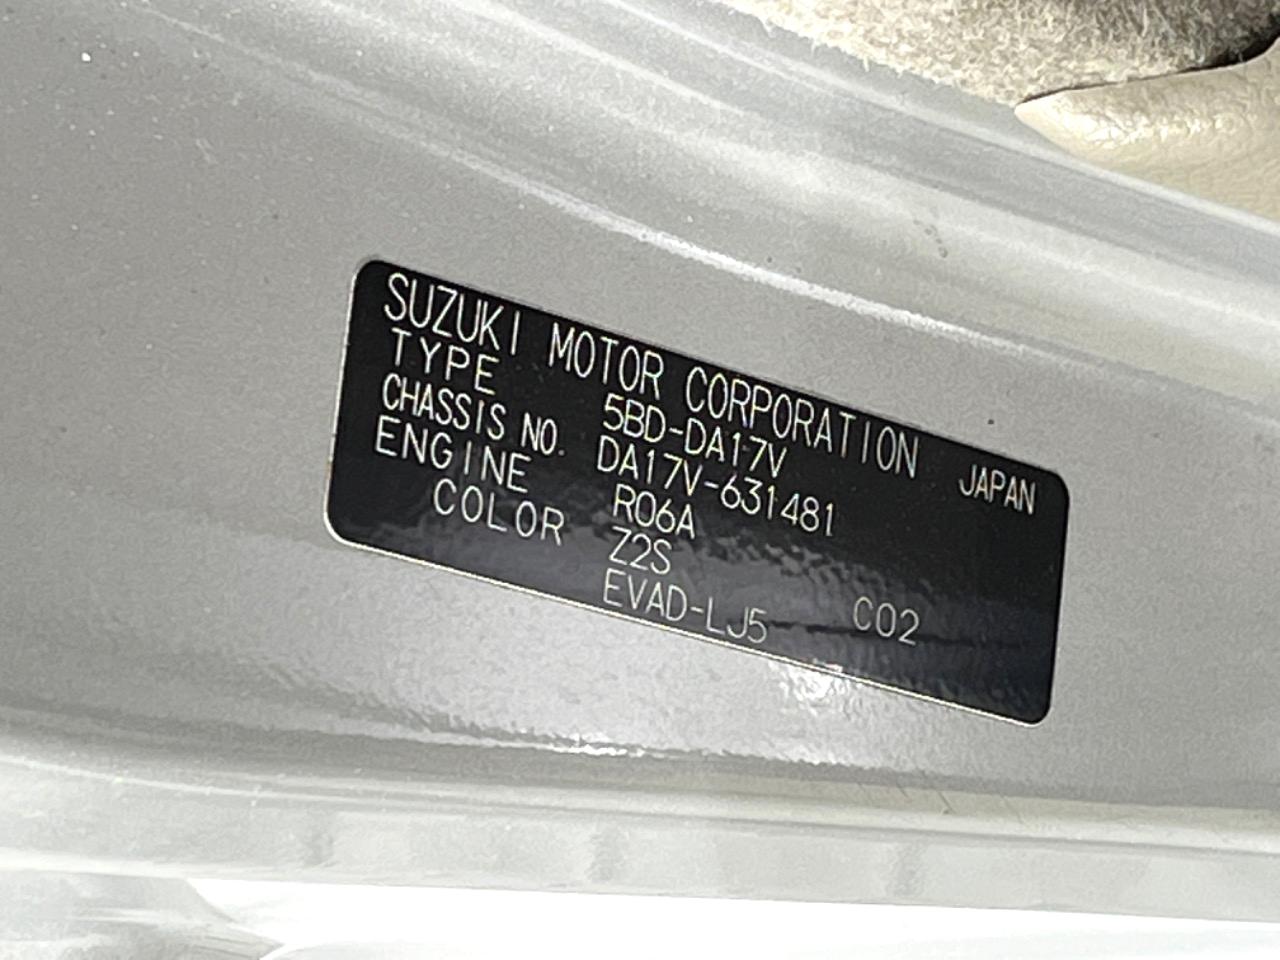 SUZUKI MOTOR CORPORATION JAPAN
TYPE 5BD-DA17V
CHASSIS NO. DA17V-631481
ENGINE R06A
COLOR Z2S
EVAD-LJ5 C02